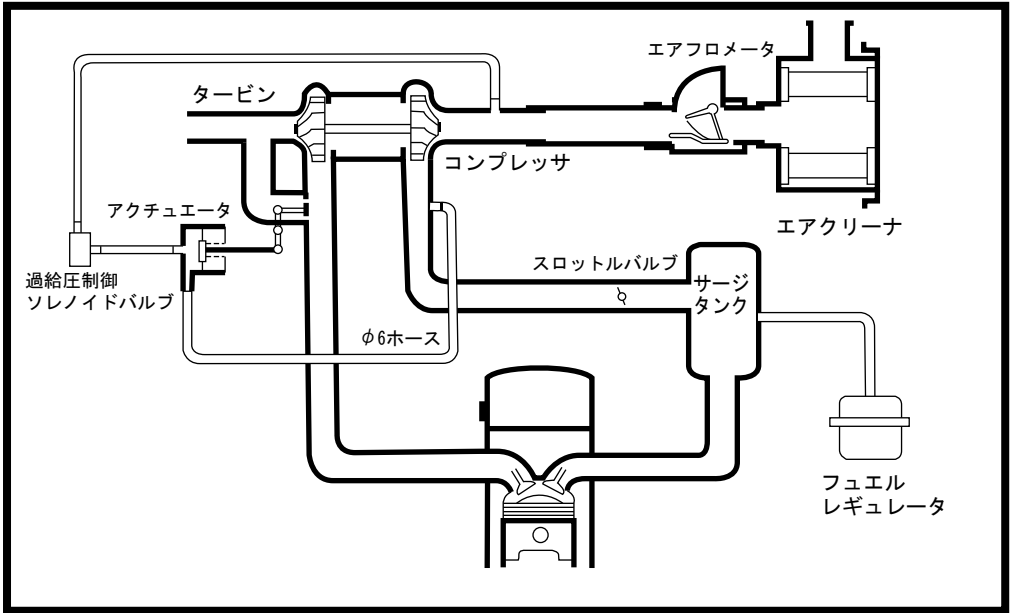 エアフロメータ
タービン
コンプレッサ
エアクリーナ
アクチュエータ
過給圧制御
ソレノイドバルブ
スロットルバルブ
サージ
タンク
φ6ホース
フュエル
レギュレータ